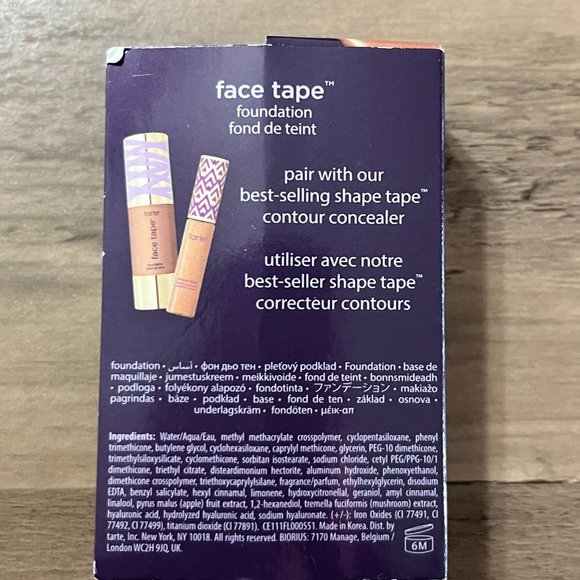 face tape™
foundation
fond de teint
pair with our
best-selling shape tape™
contour concealer
utiliser avec notre
best-seller shape tape™
correcteur contours
tarte™
face tape™
tarte™
foundation • أساس • фон дьо тен • pleťový podklad • Foundation • base de
maquillaje • jumestuskreem • meikkivoide • fond de teint • bonnsmideadh
• podloga • folyékony alapozó • fondotinta • ファンデーション • makiažo
pagrindas • bāze • podkład • base • fond de ten • základ • osnova •
underlagskräm • fondöten • μέικ-απ
Ingredients: Water/Aqua/Eau, methyl methacrylate crosspolymer, cyclopentasiloxane, phenyl
trimethicone, butylene glycol, cyclohexasiloxane, caprylyl methicone, glycerin, PEG-10 dimethicone,
trimethylsiloxysilicate, cyclomethicone, sorbitan isostearate, sodium chloride, cetyl PEG/PPG-10/1
dimethicone, triethyl citrate, disteardimonium hectorite, aluminum hydroxide, phenoxyethanol,
dimethicone crosspolymer, triethoxycaprylylsilane, fragrance/parfum, ethylhexylglycerin, disodium
EDTA, benzyl salicylate, hexyl cinnamal, limonene, hydroxycitronellal, geraniol, amyl cinnamal,
linalool, pyrus malus (apple) fruit extract, 1,2-hexanediol, tremella fuciformis (mushroom) extract,
hyaluronic acid, hydrolyzed hyaluronic acid, sodium hyaluronate. (+/-): Iron Oxides (CI 77491, CI
77492, CI 77499), titanium dioxide (CI 77891). CE111FL000551. Made in Korea. Dist. by
tarte, Inc. New York, NY 10018. All rights reserved. BIORIUS: 7170 Manage, Belgium /
London WC2H 9JQ, UK.
6M